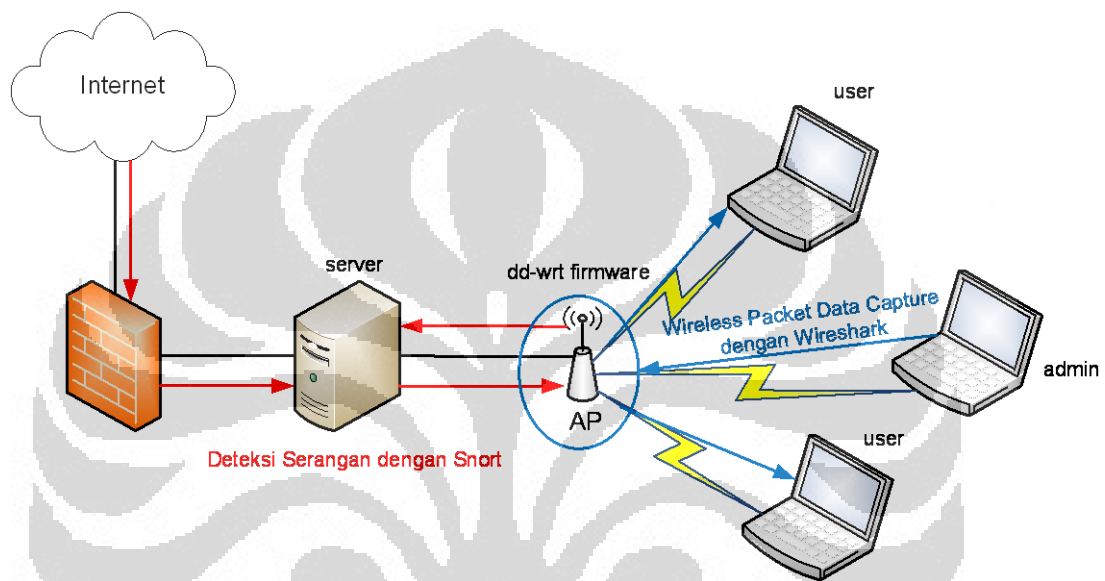 Internet
user
server
dd-wrt firmware
Wireless Packet Data Capture
dengan Wireshark
admin
AP
user
Deteksi Serangan dengan Snort